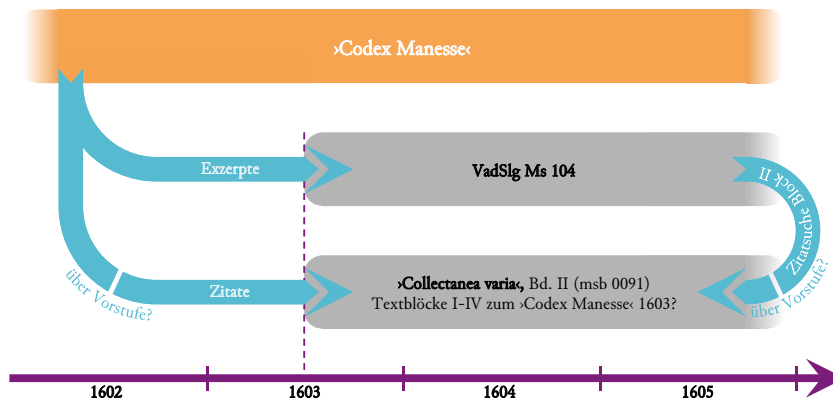 ›Codex Manesse‹
Exzerpte
VadSlg Ms 104
Zitatsuche Block II
›Collectanea varia‹, Bd. II (msb 0091)
Textblöcke I-IV zum ›Codex Manesse‹ 1603?
Zitate
über Vorstufe?
über Vorstufe?
1602
1603
1604
1605